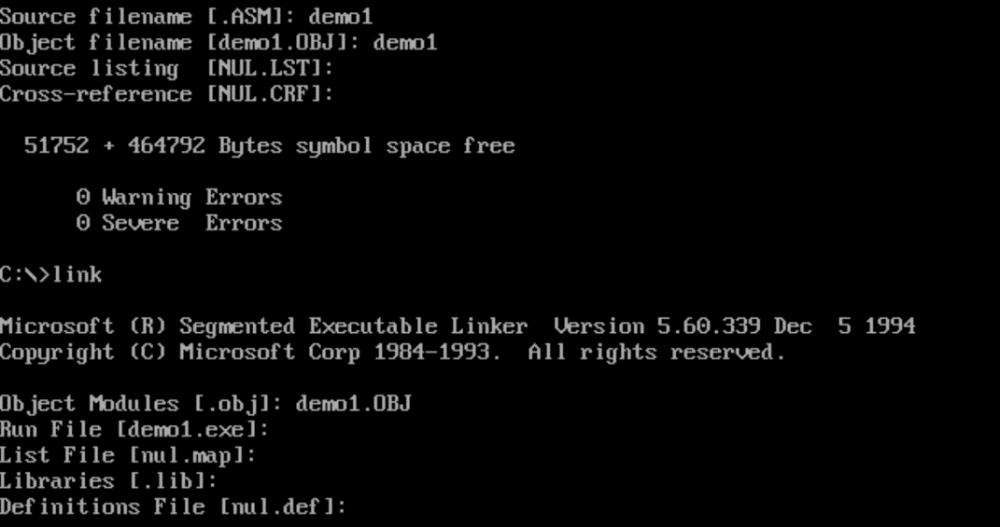 Source filename [.ASM]: demo1
Object filename [demo1.OBJ]: demo1
Source listing  [NUL.LST]:
Cross-reference [NUL.CRF]:
  51752 + 464792 Bytes symbol space free
      0 Warning Errors
      0 Severe  Errors
C:\>link
Microsoft (R) Segmented Executable Linker  Version 5.60.339 Dec  5 1994
Copyright (C) Microsoft Corp 1984-1993.  All rights reserved.
Object Modules [.obj]: demo1.OBJ
Run File [demo1.exe]:
List File [nul.map]:
Libraries [.lib]:
Definitions File [nul.def]: